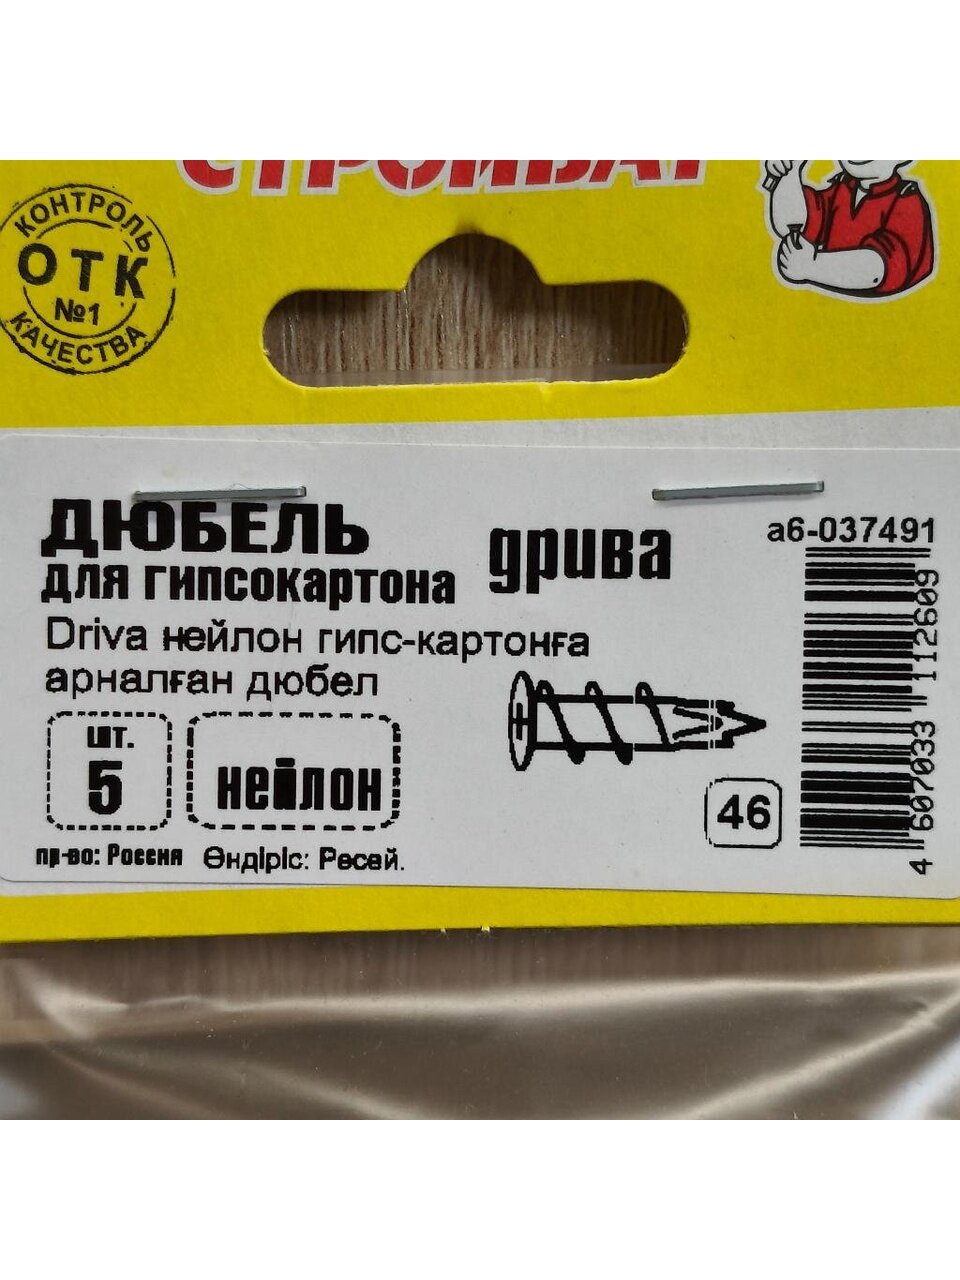 СТРОЙБАТ
КОНТРОЛЬ
ОТК
№1
КАЧЕСТВА
ДЮБЕЛЬ
для гипсокартона
дрива
а6-037491
Driva нейлон гипс-картонға
арналған дюбел
шт.
5
нейлон
46
4 607033 112609
пр-во: Россия Өндіріс: Ресей.